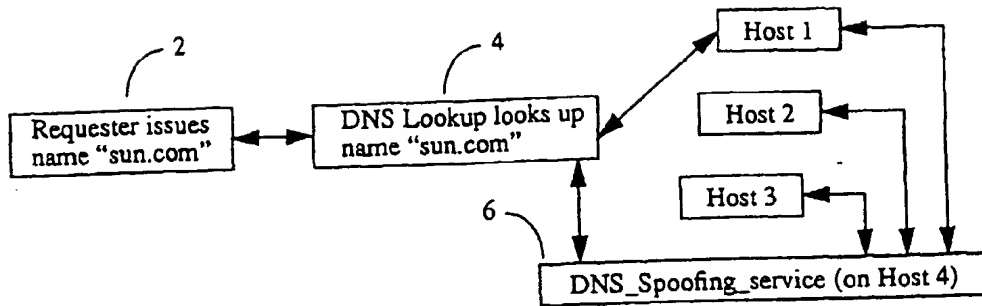 2
4
Host 1
Requester issues
name “sun.com”
DNS Lookup looks up
name “sun.com”
Host 2
Host 3
6
DNS_Spoofing_service (on Host 4)